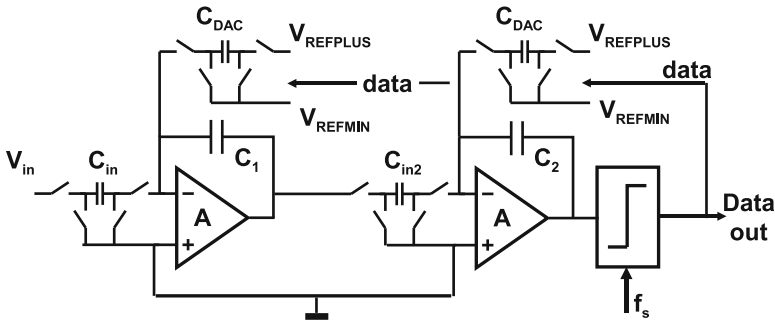 C_DAC
V_REFPLUS
data
V_REFMIN
C_DAC
V_REFPLUS
data
V_REFMIN
V_in
C_in
C_1
A
C_in2
C_2
A
Data
out
f_s